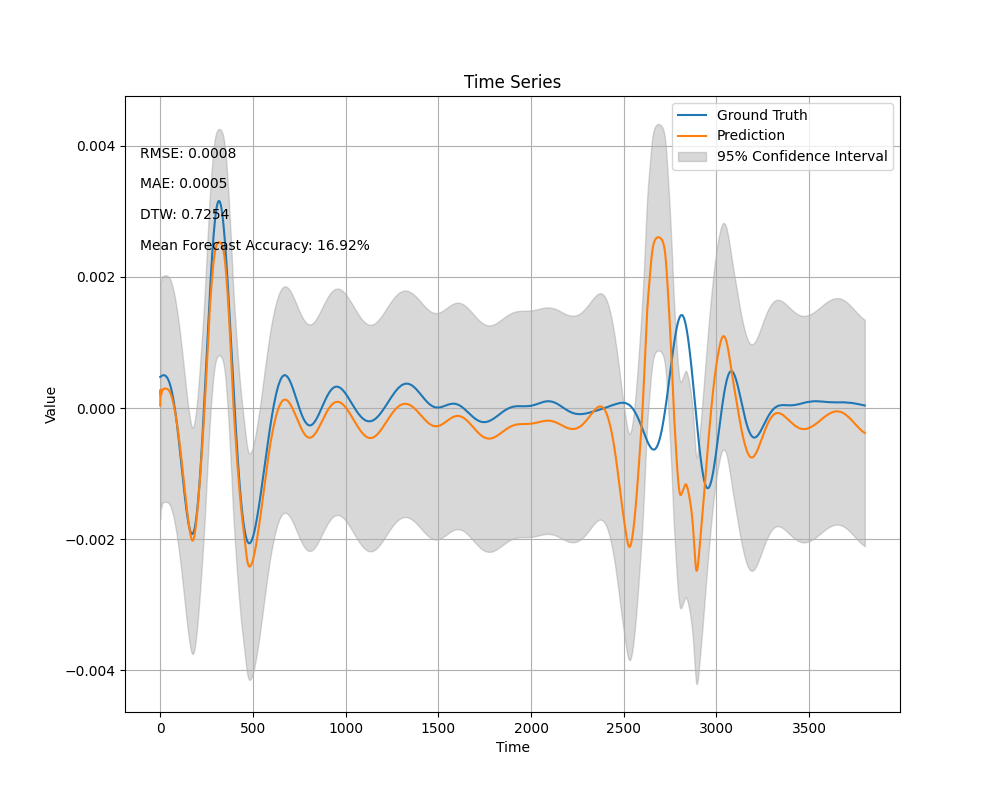 Time Series
Ground Truth
Prediction
95% Confidence Interval
RMSE: 0.0008
MAE: 0.0005
DTW: 0.7254
Mean Forecast Accuracy: 16.92%
Value
0.004
0.002
0.000
−0.002
−0.004
0 500 1000 1500 2000 2500 3000 3500
Time